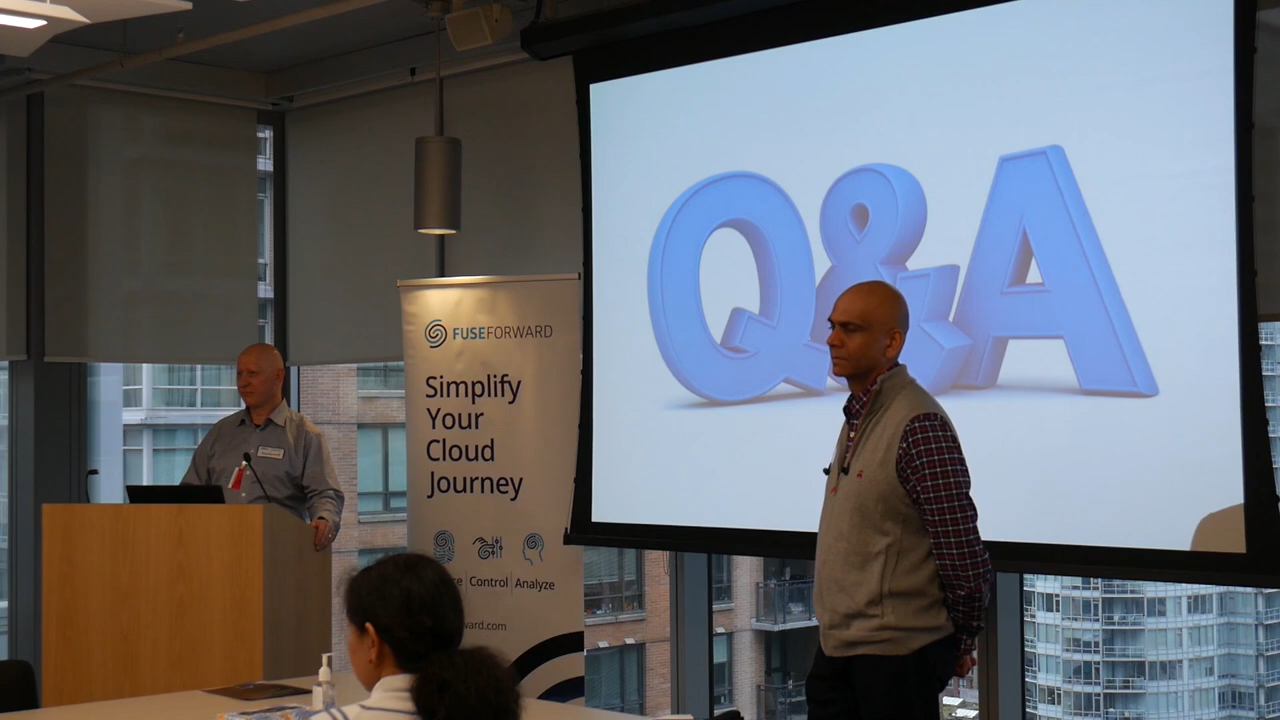 Q&A
FUSEFORWARD
Simplify
Your
Cloud
Journey
Control
Analyze